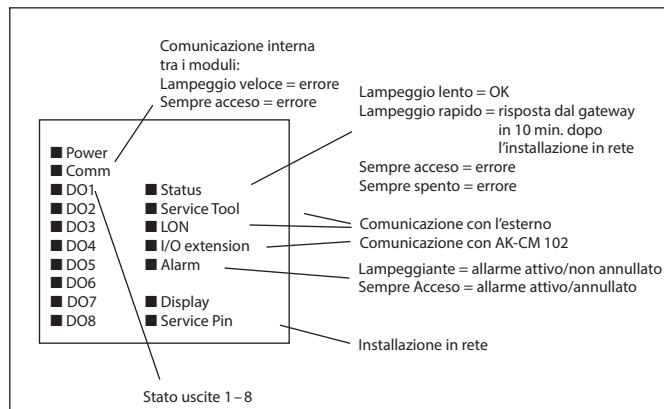 Comunicazione interna
tra i moduli:
Lampeggio veloce = errore
Sempre acceso = errore
Lampeggio lento = OK
Lampeggio rapido = risposta dal gateway
in 10 min. dopo
l'installazione in rete
Sempre acceso = errore
Sempre spento = errore
Power
Comm
DO1
DO2
DO3
DO4
DO5
DO6
DO7
DO8
Status
Service Tool
LON
I/O extension
Alarm
Display
Service Pin
Comunicazione con l'esterno
Comunicazione con AK-CM 102
Lampeggiante = allarme attivo/non annullato
Sempre Acceso = allarme attivo/annullato
Installazione in rete
Stato uscite 1–8